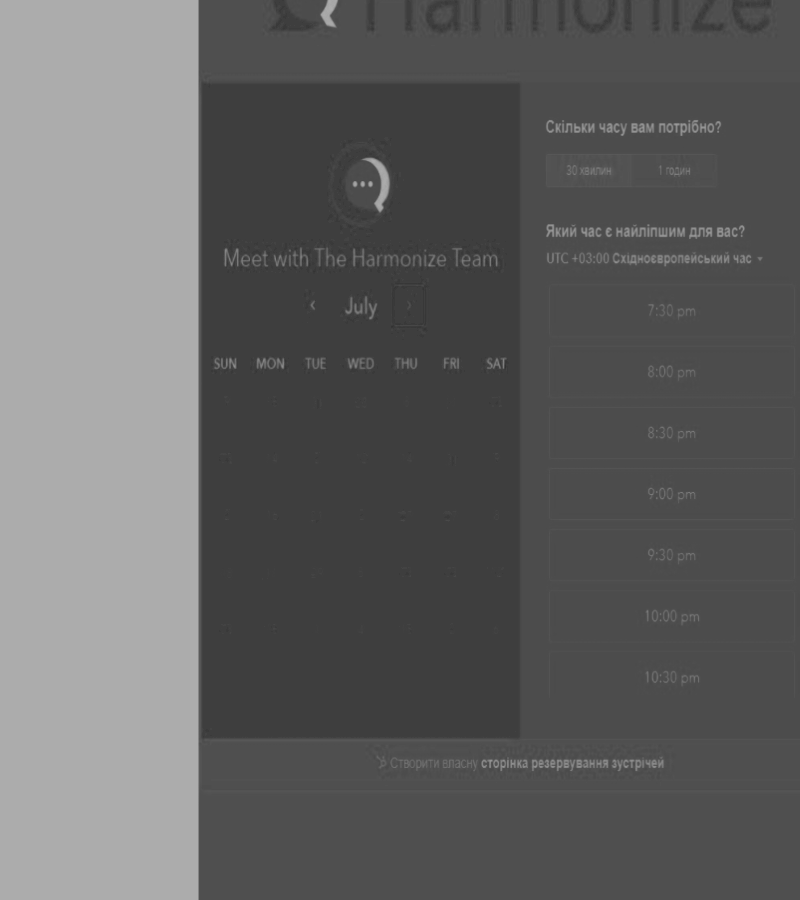 Harmonize
Meet with The Harmonize Team
July
SUN MON TUE WED THU FRI SAT
Скільки часу вам потрібно?
30 хвилин 1 годин
Який час є найліпшим для вас?
UTC +03:00 Східноєвропейський час
7:30 pm
8:00 pm
8:30 pm
9:00 pm
9:30 pm
10:00 pm
10:30 pm
Створити власну сторінка резервування зустрічей